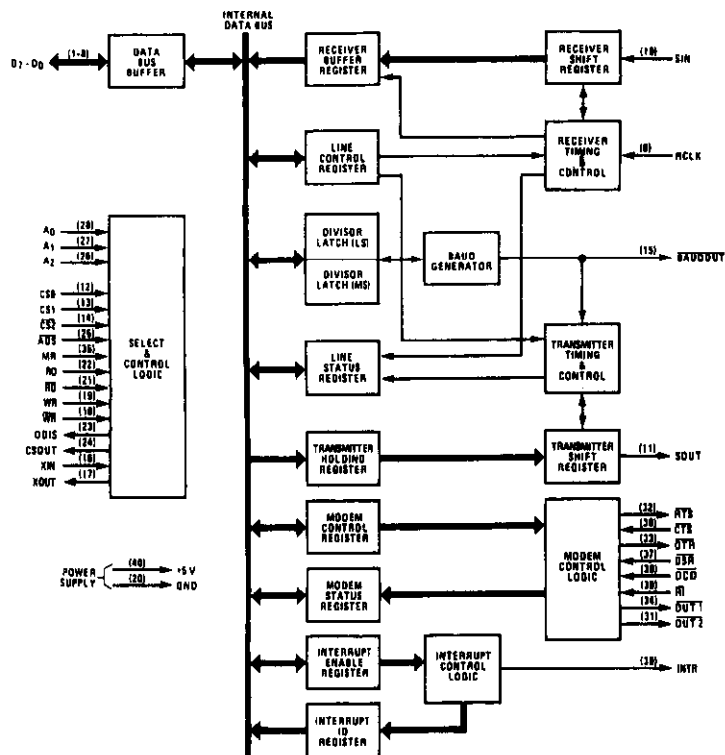 INTERNAL
DATA BUS
D7 - D0
(1-8)
DATA
BUS
BUFFER
RECEIVER
BUFFER
REGISTER
RECEIVER
SHIFT
REGISTER
(10)
SIN
LINE
CONTROL
REGISTER
RECEIVER
TIMING
&
CONTROL
RCLK
A0 (28)
A1 (27)
A2 (26)
CS0 (12)
CS1 (13)
CS2 (14)
ADS (25)
MR (35)
RD (22)
RD (21)
WR (19)
WR (18)
DDIS (23)
CSOUT (24)
XIN (16)
XOUT (17)
SELECT
&
CONTROL
LOGIC
DIVISOR
LATCH (LS)
DIVISOR
LATCH (MS)
BAUD
GENERATOR
(15)
BAUDOUT
LINE
STATUS
REGISTER
TRANSMITTER
TIMING
&
CONTROL
TRANSMITTER
HOLDING
REGISTER
TRANSMITTER
SHIFT
REGISTER
(11)
SOUT
MODEM
CONTROL
REGISTER
MODEM
CONTROL
LOGIC
(32) RTS
CTS
(33) DTR
(37) DSR
DCD
RI
(34) OUT 1
(31) OUT 2
POWER
SUPPLY
(40) +5V
(20) GND
MODEM
STATUS
REGISTER
INTERRUPT
ENABLE
REGISTER
INTERRUPT
CONTROL
LOGIC
INTR
INTERRUPT
ID
REGISTER